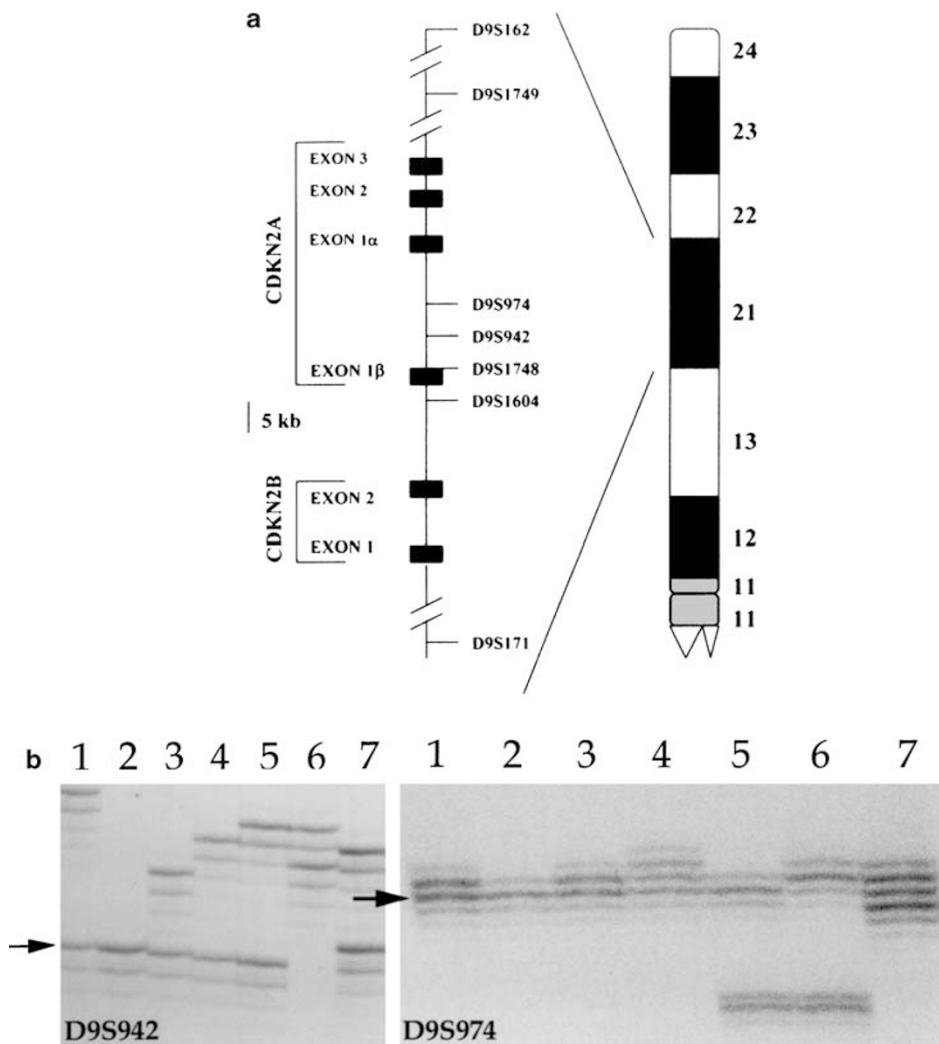 a
D9S162
D9S1749
CDKN2A
EXON 3
EXON 2
EXON 1α
D9S974
D9S942
D9S1748
EXON 1β
D9S1604
5 kb
CDKN2B
EXON 2
EXON 1
D9S171
24
23
22
21
13
12
11
11
b
1 2 3 4 5 6 7
D9S942
1 2 3 4 5 6 7
D9S974